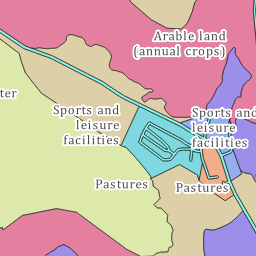 Arable land
(annual crops)
ter
Sports and
leisure
facilities
Sports and
leisure
facilities
Pastures
Pastures